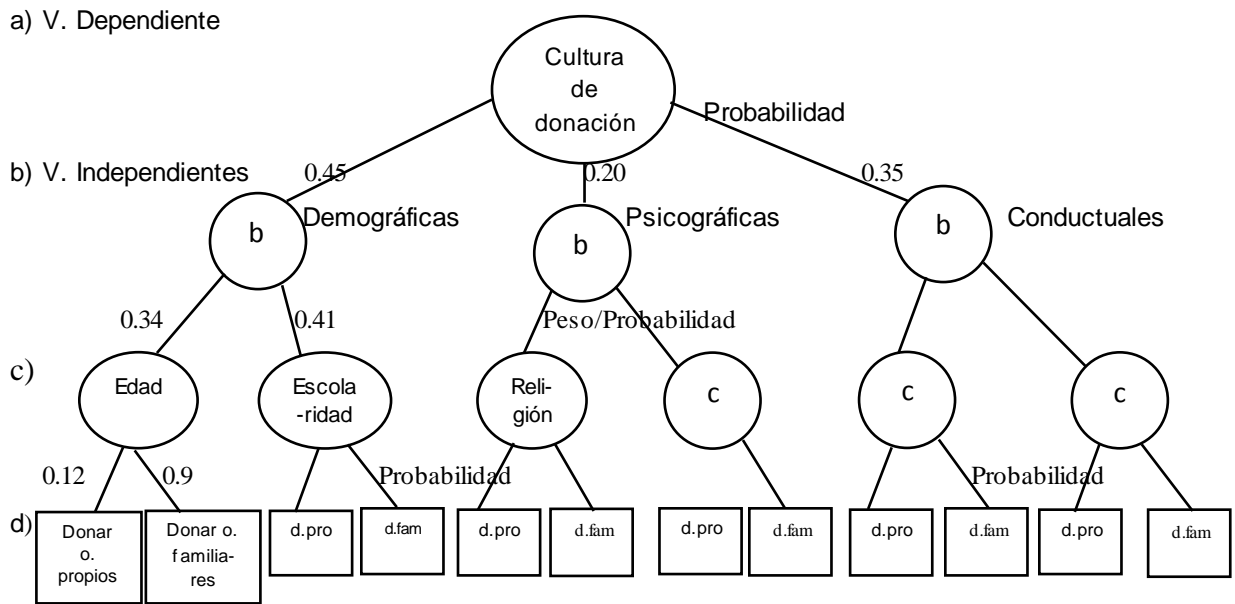 a) V. Dependiente
Cultura
de
donación
Probabilidad
b) V. Independientes
0.45
0.20
0.35
b
Demográficas
b
Psicográficas
b
Conductuales
0.34
0.41
Peso/Probabilidad
c)
Edad
Escola
-ridad
Reli-
gión
c
c
c
0.12
0.9
Probabilidad
Probabilidad
d)
Donar
o.
propios
Donar o.
familia-
res
d.pro
d.fam
d.pro
d.fam
d.pro
d.fam
d.pro
d.fam
d.pro
d.fam